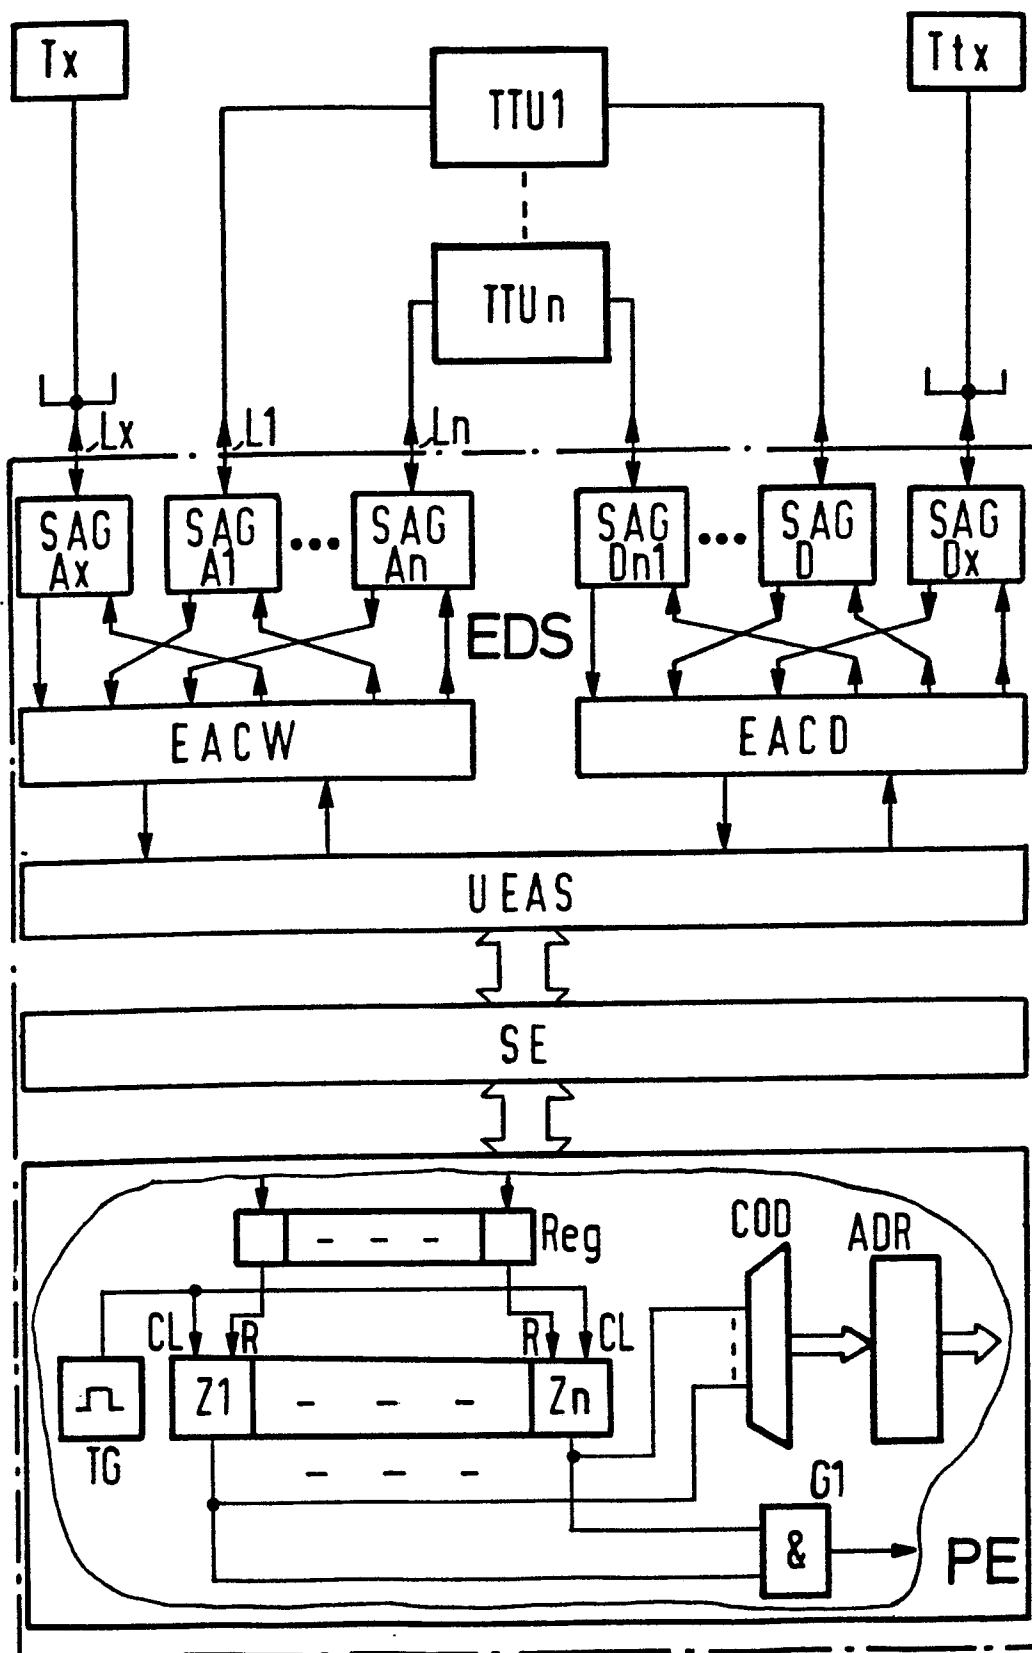 Tx
TTU1
Ttx
TTUn
Lx
L1
Ln
SAG
Ax
SAG
A1
SAG
An
SAG
Dn1
SAG
D
SAG
Dx
EDS
EACW
EACD
UEAS
SE
Reg
COD
ADR
CL
R
R
CL
Z1
Zn
TG
G1
&
PE